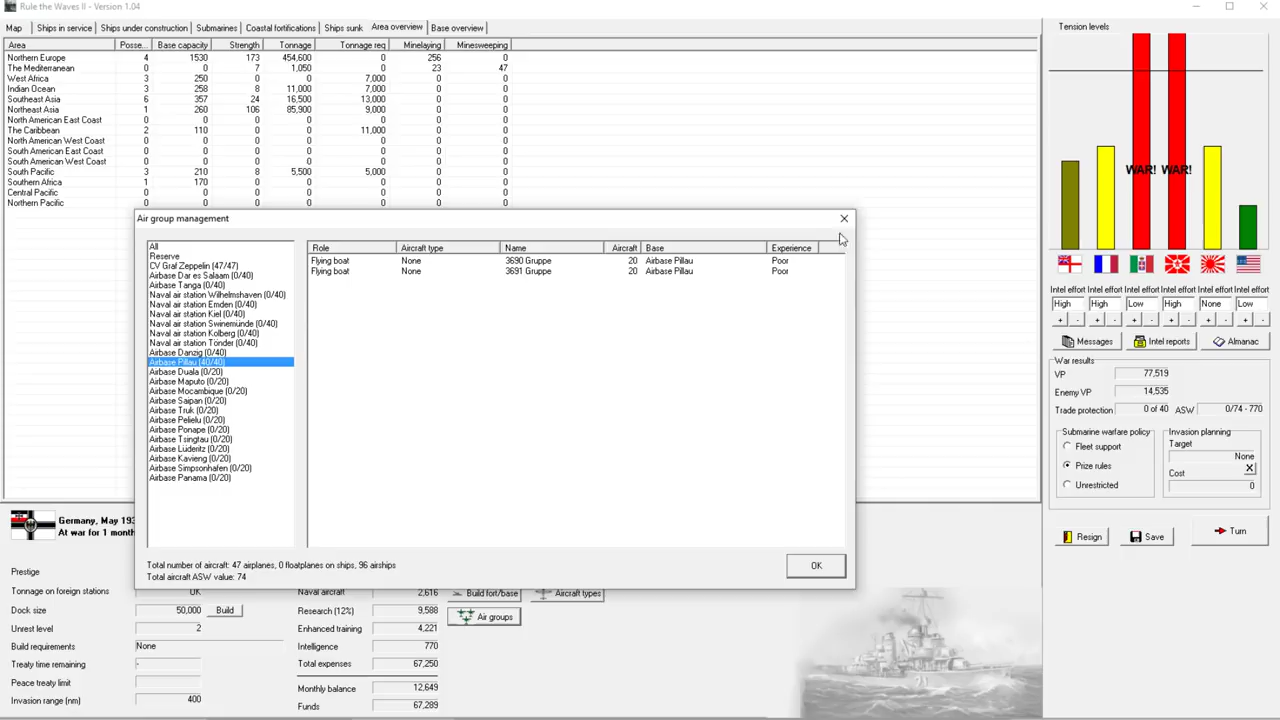 Rule the Waves II - Version 1.04
Map Ships in service Ships under construction Submarines Coastal fortifications Ships sunk Area overview Base overview
Area Posse... Base capacity Strength Tonnage Tonnage req Minelaying Minesweeping
Northern Europe 4 1530 173 454,600 256
The Mediterranean 0 0 7 1,050 23 47
West Africa 3 250 0 0 7,000 0 0
Indian Ocean 3 258 8 11,000 7,000 0 0
Southeast Asia 6 357 24 16,500 13,000 0 0
Northeast Asia 1 260 106 85,900 9,000 0 0
North American East Coast 0 0 0 0 0 0
The Caribbean 2 110 0 0 11,000 0 0
North American West Coast 0 0 0 0 0 0
South American East Coast 0 0 0 0 0 0
South American West Coast 0 0 0 0 0 0
South Pacific 3 210 8 5,500 5,000 0 0
Southern Africa 1 170 0 0 0 0
Central Pacific 0 0 0 0 0 0
Northern Pacific 0 0 0 0 0 0
Air group management
All
Reserve
CV Graf Zeppelin (47/47)
Airbase Dar es Salaam (0/40)
Airbase Tanga (0/40)
Naval air station Wilhelmshaven (0/40)
Naval air station Emden (0/40)
Naval air station Kiel (0/40)
Naval air station Swinemünde (0/40)
Naval air station Kolberg (0/40)
Naval air station Tönder (0/40)
Airbase Danzig (0/40)
Airbase Pillau (40/40)
Airbase Duala (0/20)
Airbase Maputo (0/20)
Airbase Mocambique (0/20)
Airbase Saipan (0/20)
Airbase Truk (0/20)
Airbase Pelielu (0/20)
Airbase Ponape (0/20)
Airbase Tsingtau (0/20)
Airbase Lüderitz (0/20)
Airbase Kavieng (0/20)
Airbase Simpsonhafen (0/20)
Airbase Panama (0/20)
Role Aircraft type Name Aircraft Base Experience
Flying boat None 3690 Gruppe 20 Airbase Pillau Poor
Flying boat None 3691 Gruppe 20 Airbase Pillau Poor
Total number of aircraft: 47 airplanes, 0 floatplanes on ships, 96 airships
Total aircraft ASW value: 74
OK
Tension levels
WAR! WAR!
Intel effort Intel effort Intel effort Intel effort Intel effort Intel effort
High High Low High None Low
+ - + - + - + - + - + -
Messages Intel reports Almanac
War results
VP 77,519
Enemy VP 14,535
Trade protection 0 of 40 ASW 0/74 - 770
Submarine warfare policy
Fleet support
Prize rules
Unrestricted
Invasion planning
Target
None
Cost X
0
Resign Save Turn
Germany, May 193
At war for 1 month
Prestige
Tonnage on foreign stations OK
Dock size 50,000 Build
Unrest level 2
Build requirements None
Treaty time remaining -
Peace treaty limit
Invasion range (nm) 400
Naval aircraft 2,616
Research (12%) 9,588
Enhanced training 4,221
Intelligence 770
Total expenses 67,250
Monthly balance 12,649
Funds 67,289
Build fort/base Aircraft types
Air groups